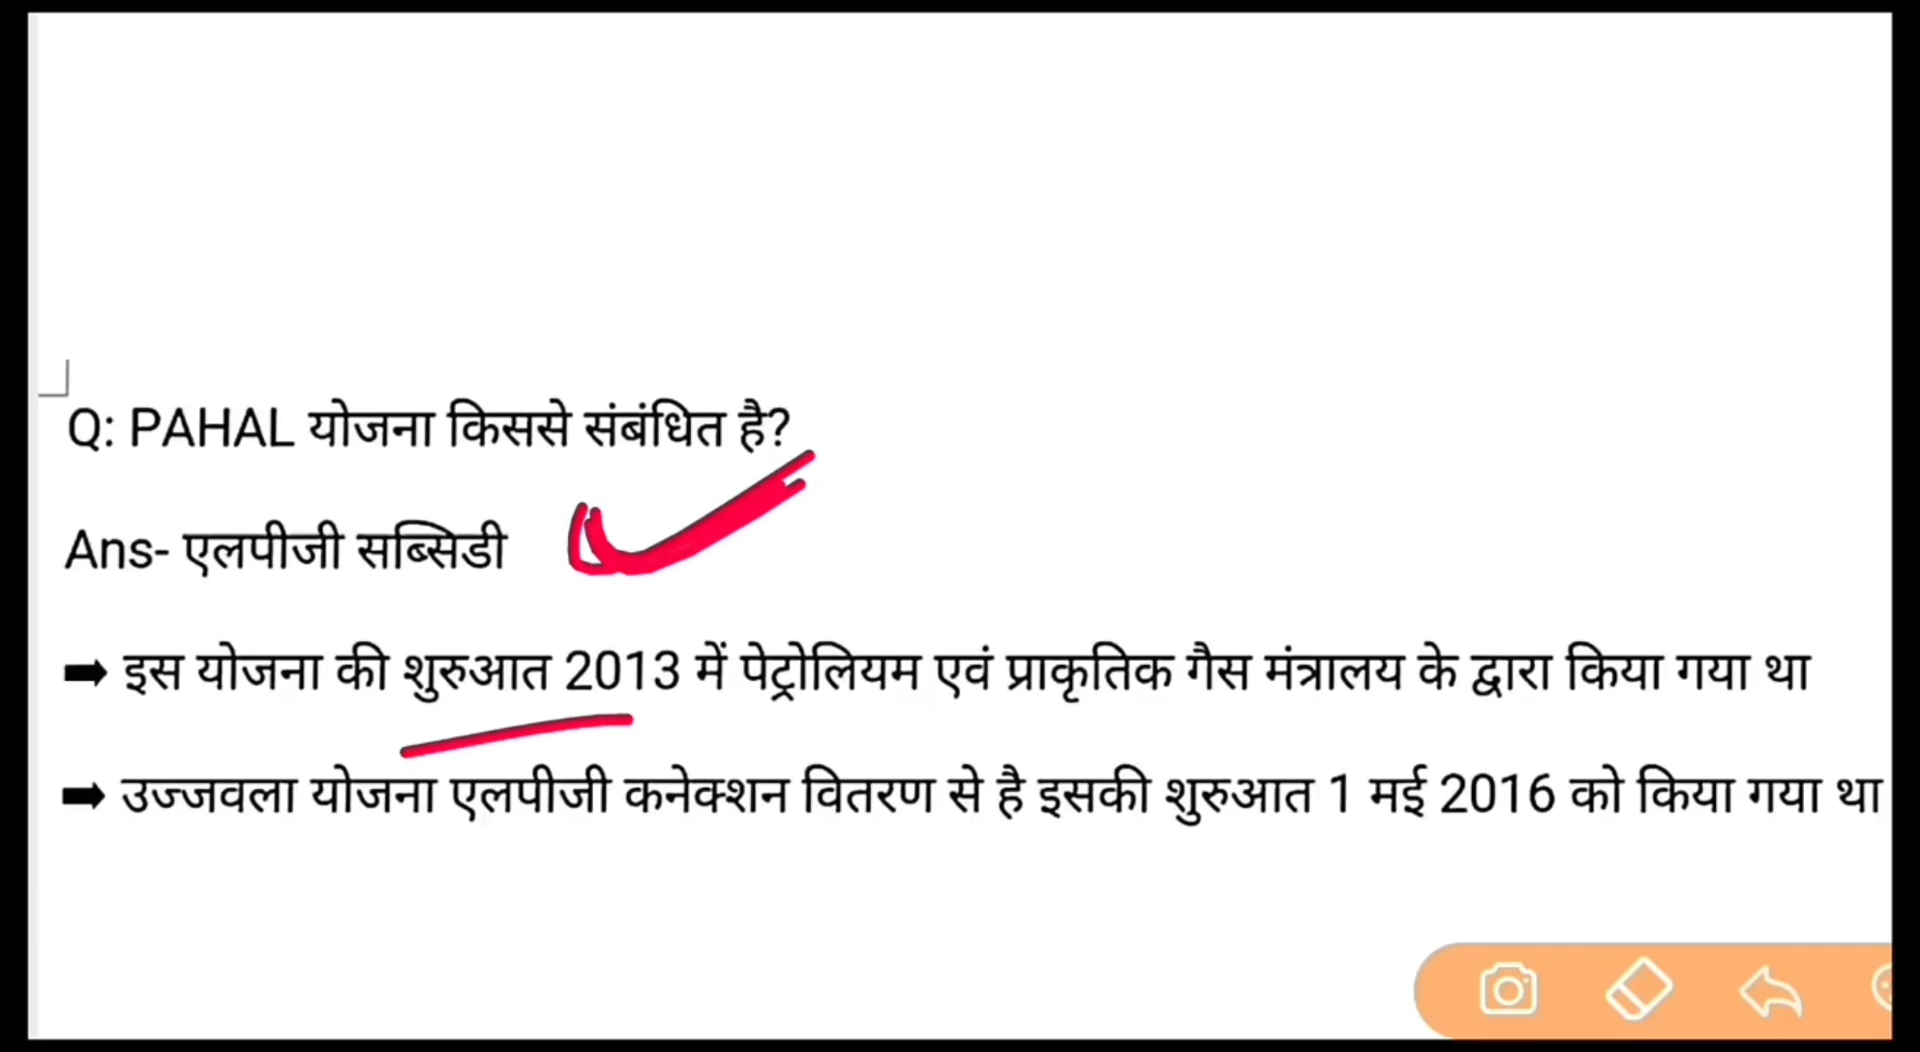 Q: PAHAL योजना किससे संबंधित है?
Ans- एलपीजी सब्सिडी
➡ इस योजना की शुरुआत 2013 में पेट्रोलियम एवं प्राकृतिक गैस मंत्रालय के द्वारा किया गया था
➡ उज्जवला योजना एलपीजी कनेक्शन वितरण से है इसकी शुरुआत 1 मई 2016 को किया गया था